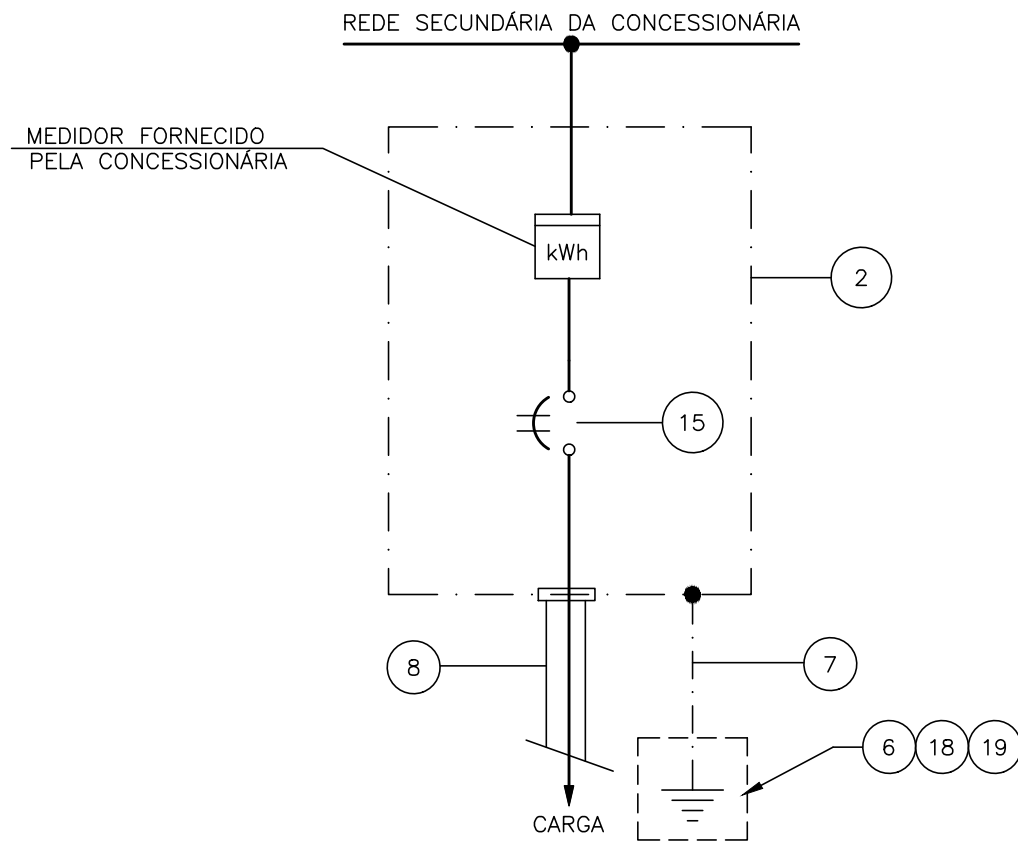 REDE SECUNDÁRIA DA CONCESSIONÁRIA
MEDIDOR FORNECIDO
PELA CONCESSIONÁRIA
kWh
2
15
8
7
6 18 19
CARGA